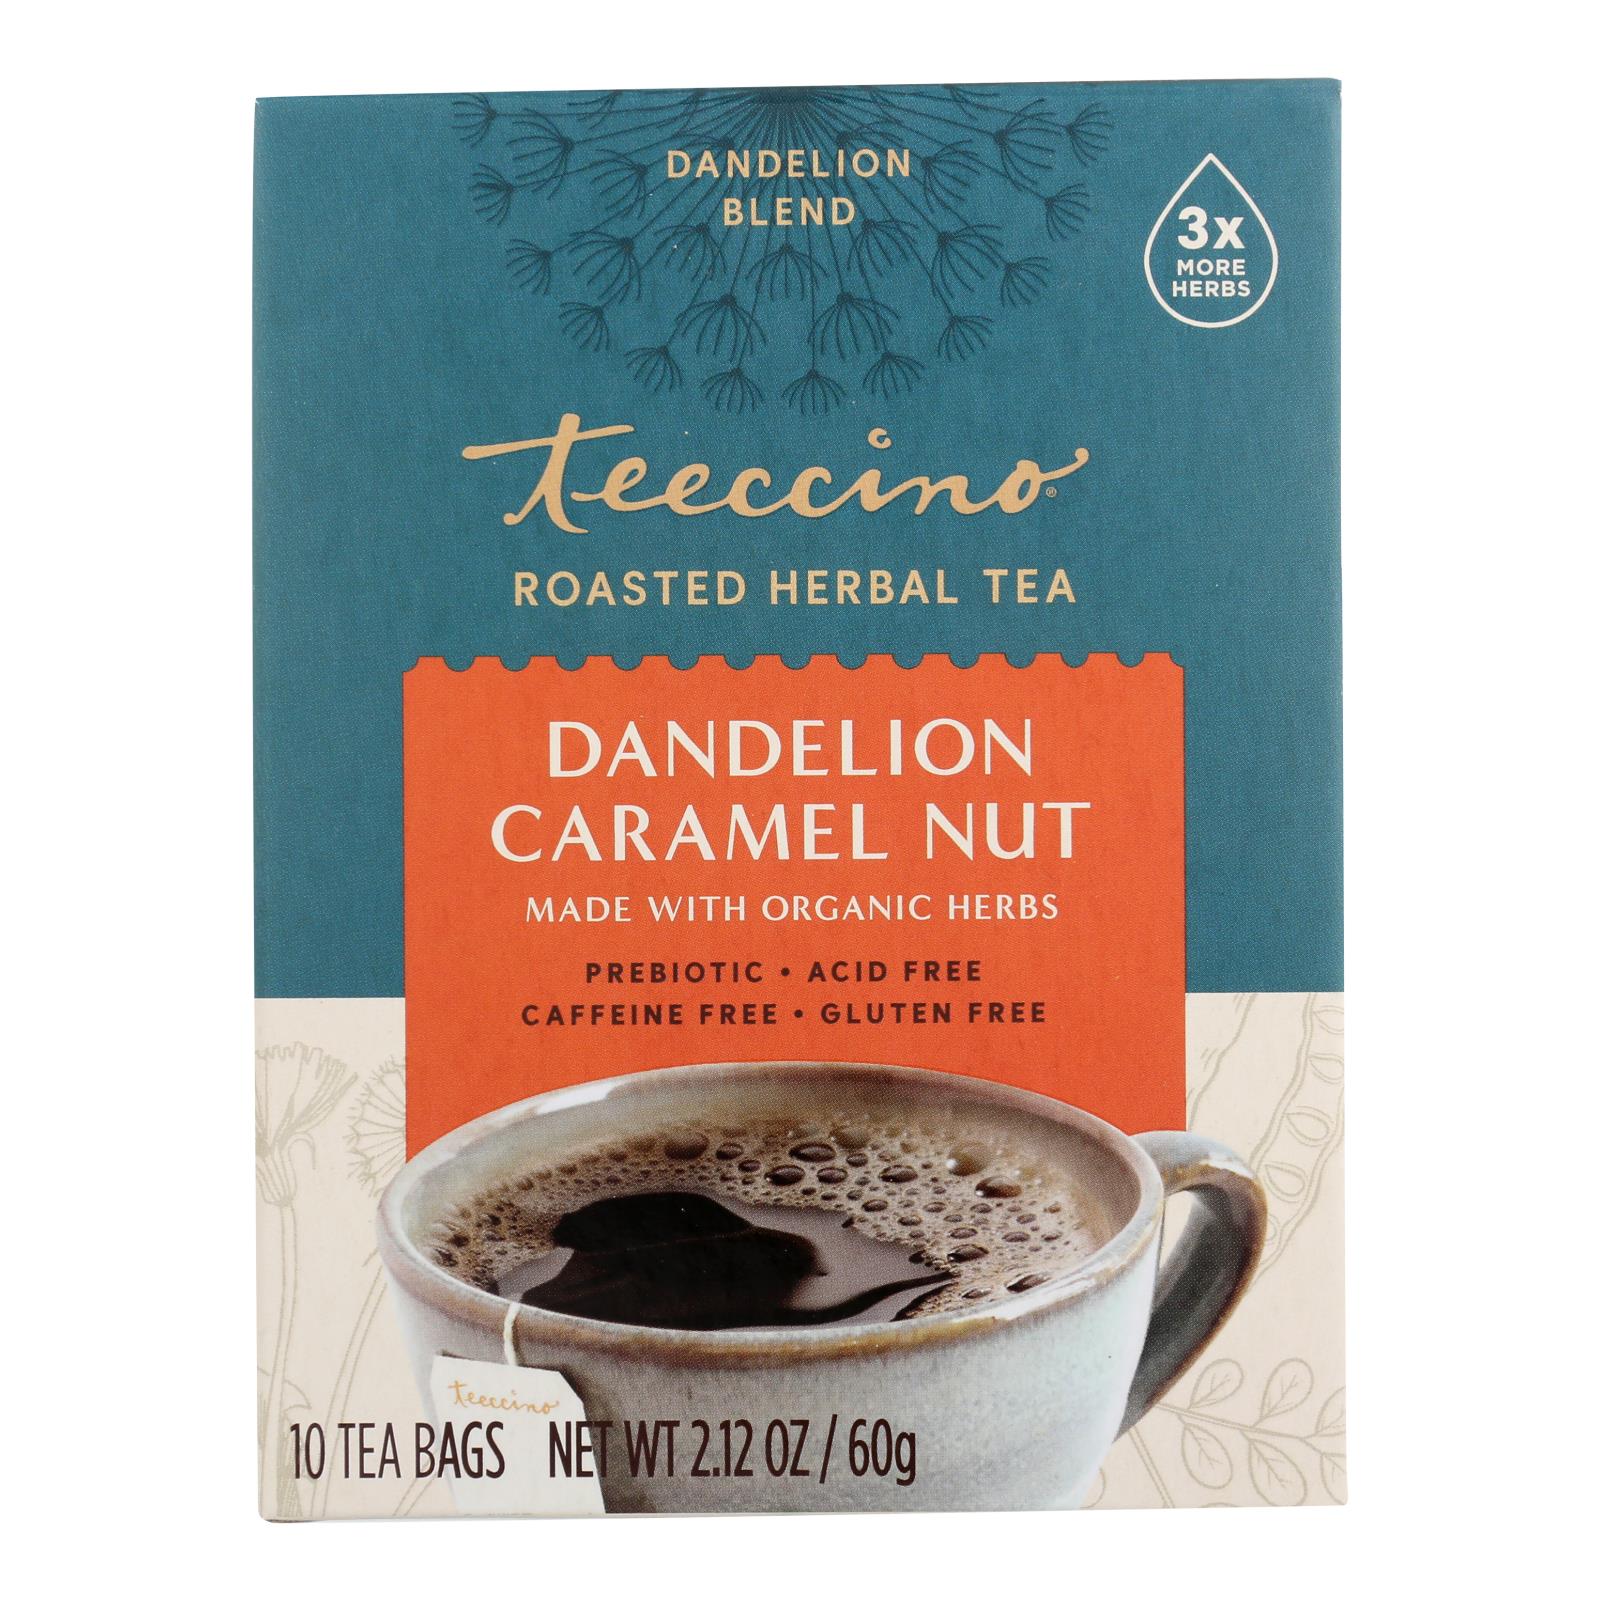 DANDELION
BLEND
3x
MORE
HERBS
teeccino®
ROASTED HERBAL TEA
DANDELION
CARAMEL NUT
MADE WITH ORGANIC HERBS
PREBIOTIC • ACID FREE
CAFFEINE FREE • GLUTEN FREE
teeccino
10 TEA BAGS NET WT 2.12 OZ / 60g